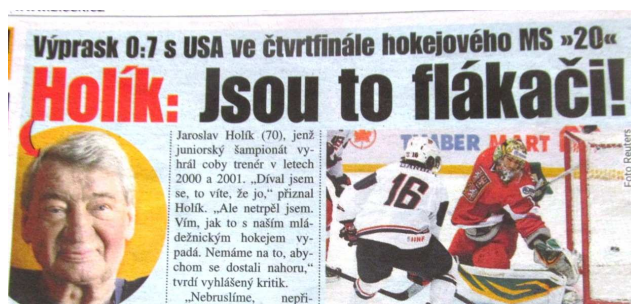 Výprask 0:7 s USA ve čtvrtfinále hokejového MS »20«
Holík: Jsou to flákači!
Jaroslav Holík (70), jenž
juniorský šampionát vy-
hrál coby trenér v letech
2000 a 2001. „Díval jsem
se, to víte, že jo,“ přiznal
Holík. „Ale netrpěl jsem.
Vím, jak to s naším mlá-
dežnickým hokejem vy-
padá. Nemáme na to, aby-
chom se dostali nahoru,“
tvrdí vyhlášený kritik.
„Nebruslíme, nepři-
16
Foto Reuters